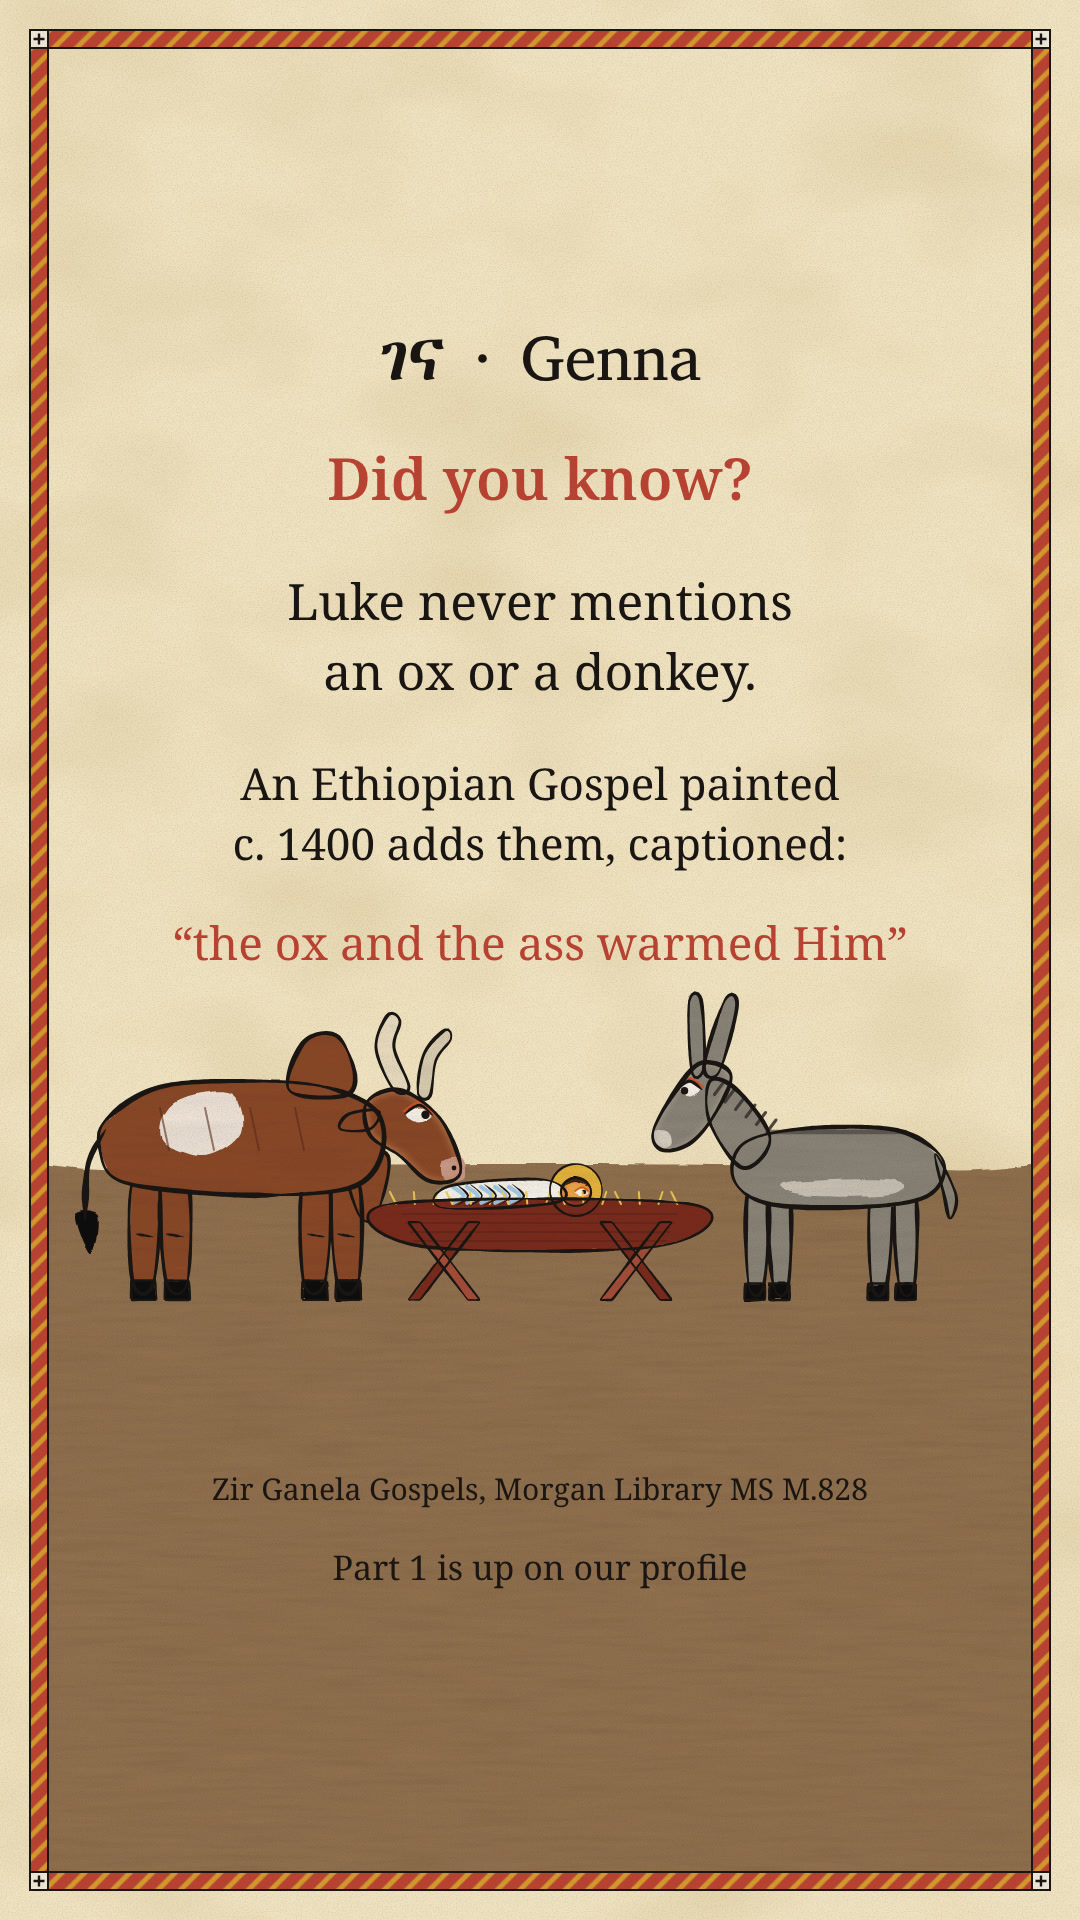 ገና · Genna
Did you know?
Luke never mentions
an ox or a donkey.
An Ethiopian Gospel painted
c. 1400 adds them, captioned:
“the ox and the ass warmed Him”
Zir Ganela Gospels, Morgan Library MS M.828
Part 1 is up on our profile